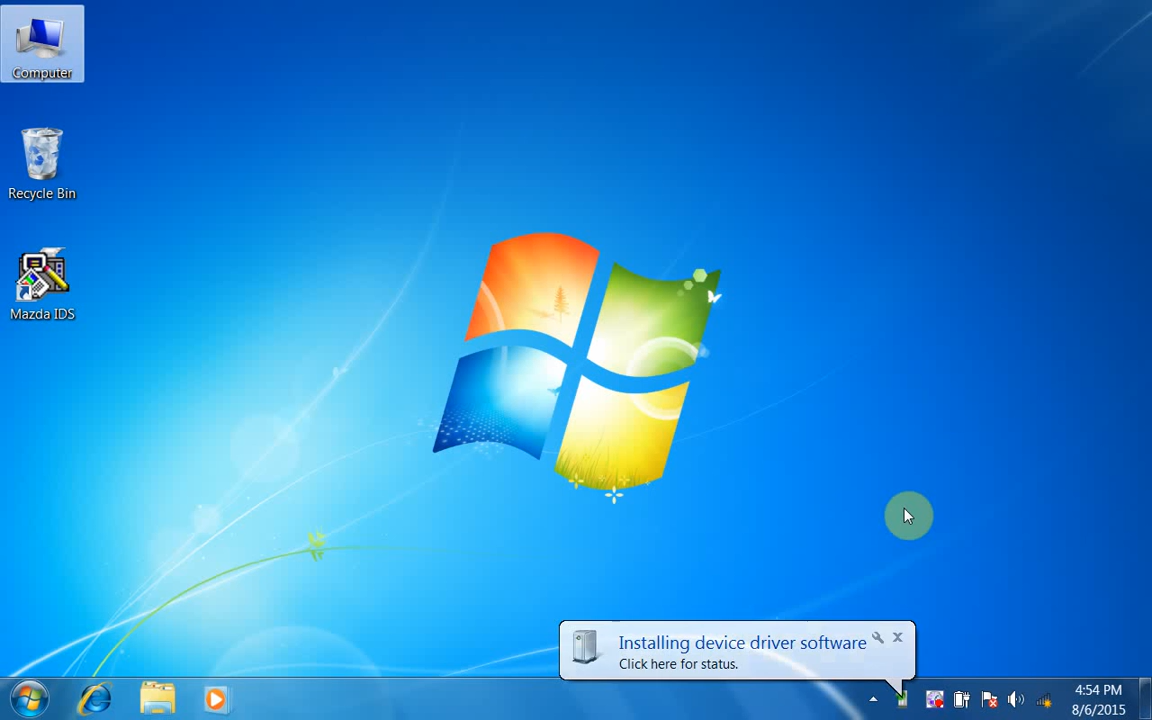 Computer
Recycle Bin
Mazda IDS
Installing device driver software
Click here for status.
4:54 PM
8/6/2015